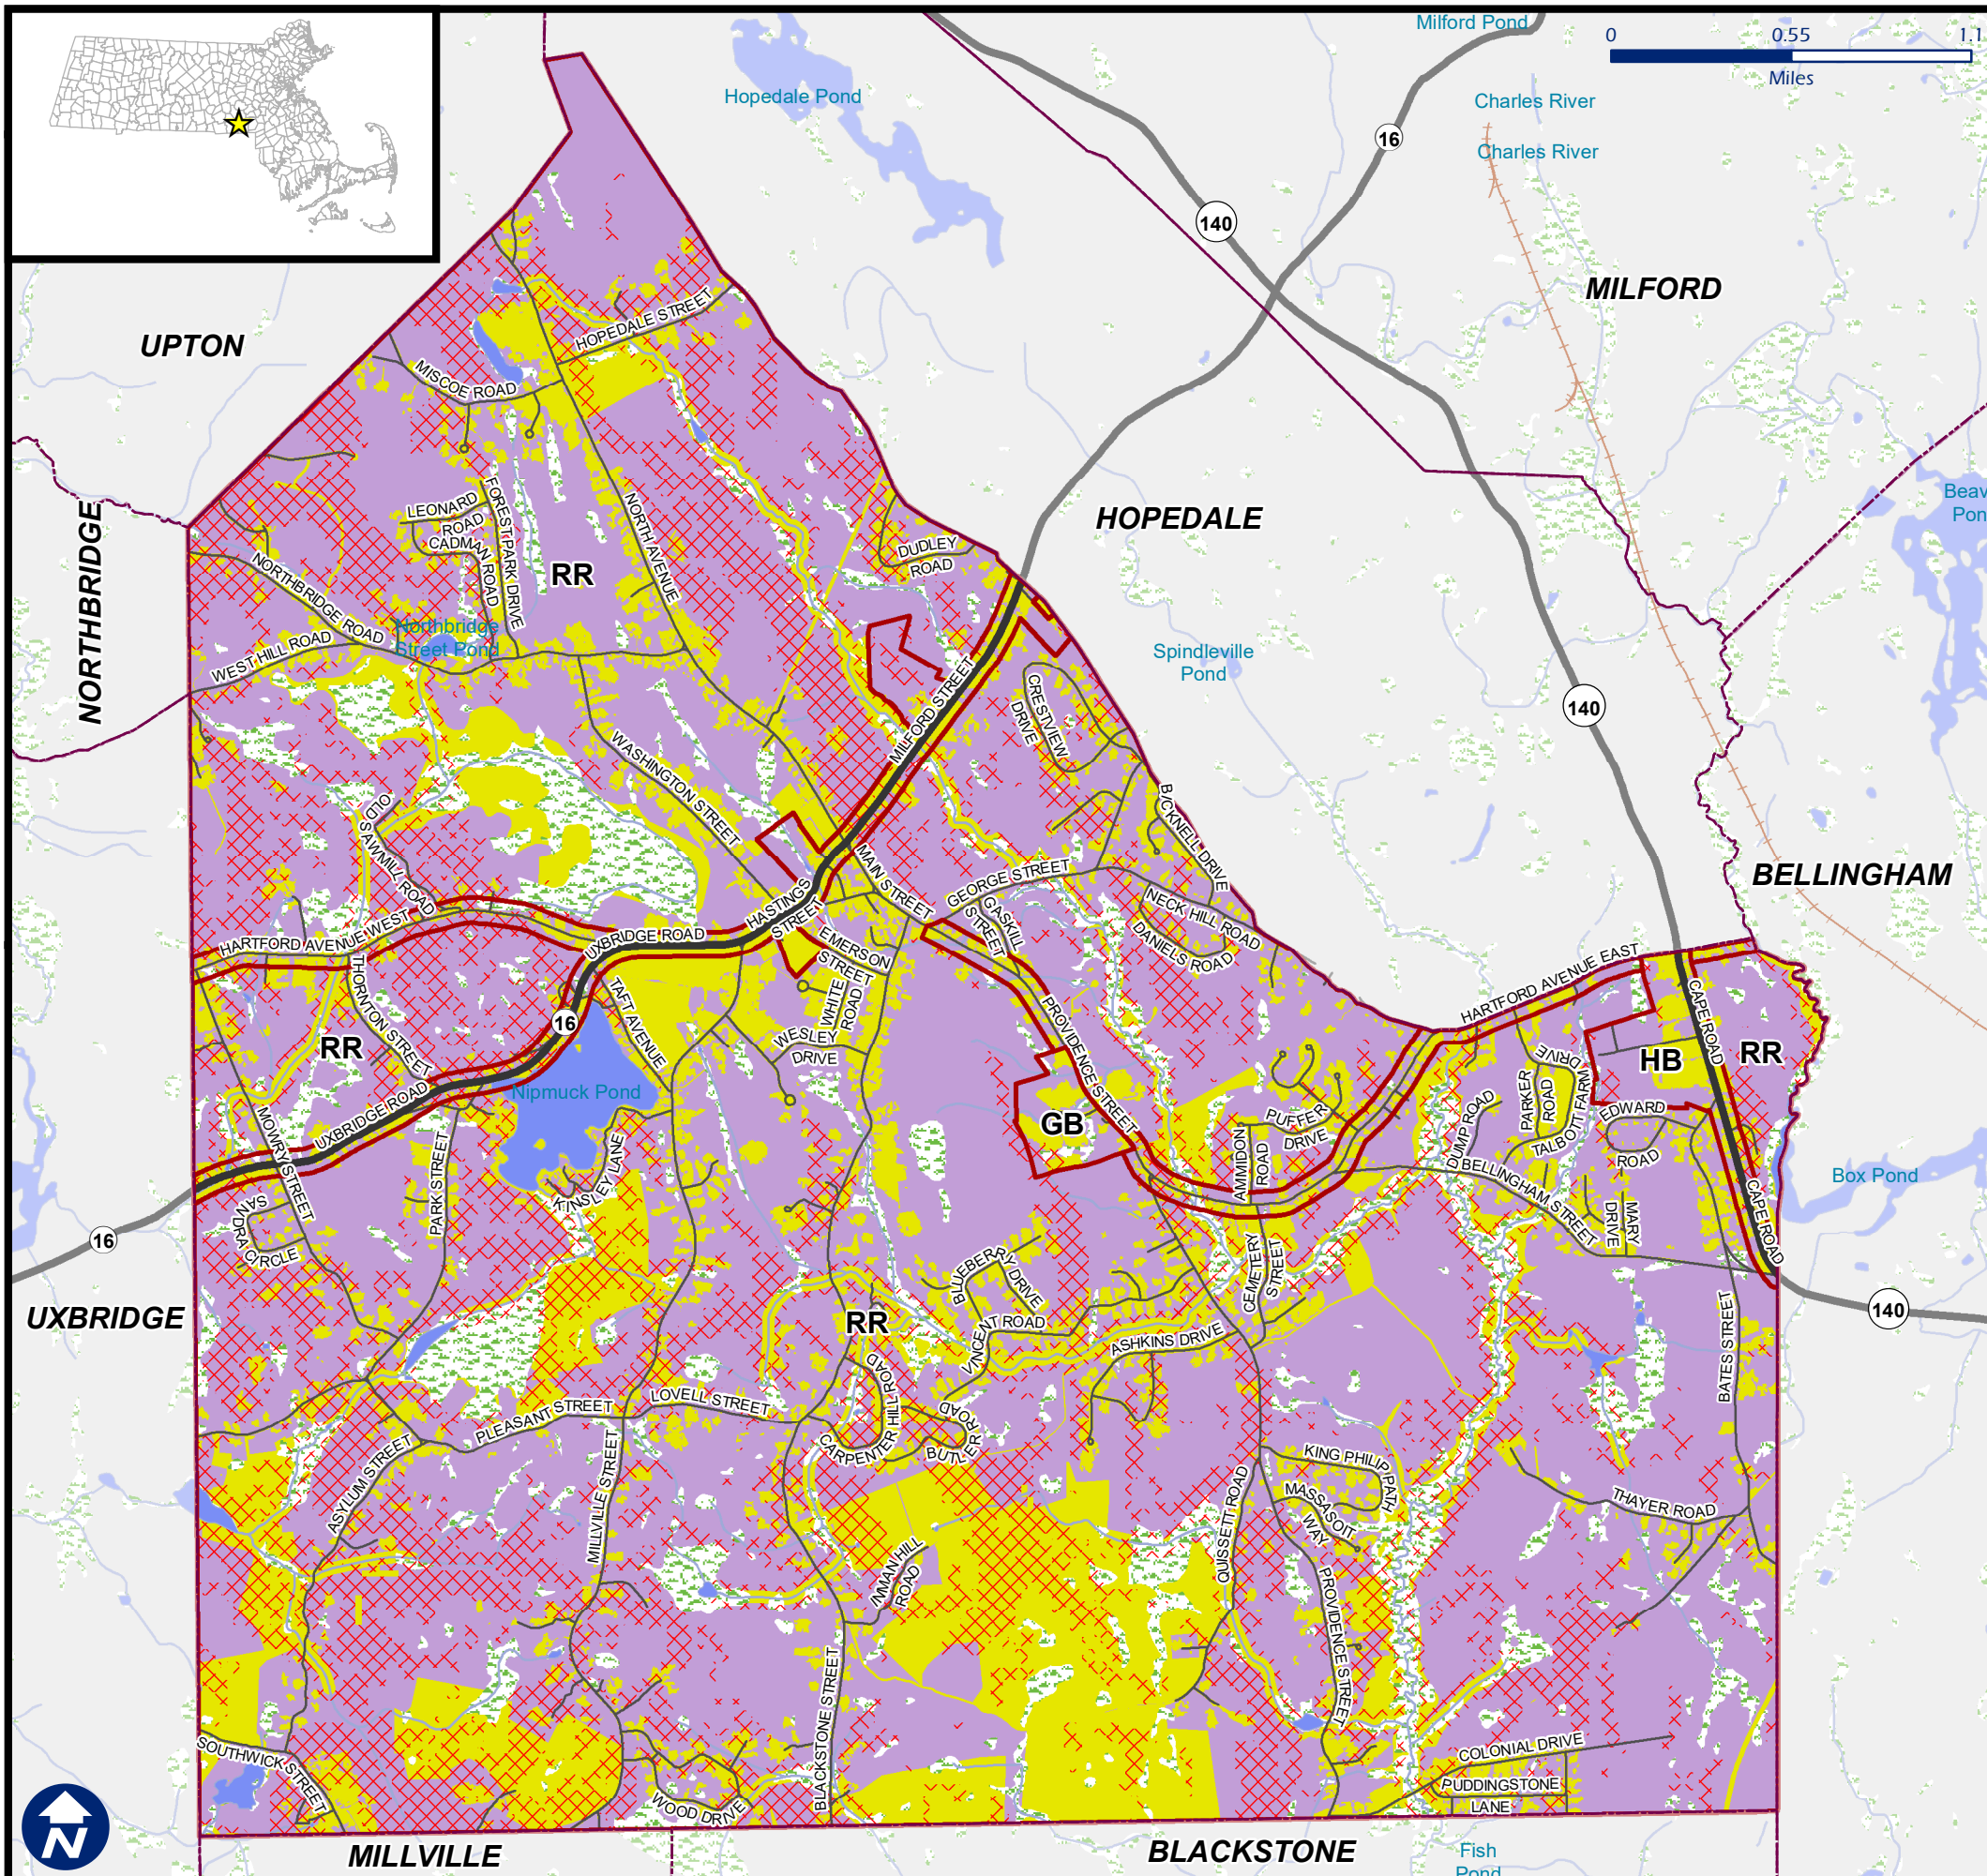 Milford Pond
0 0.55 1.1
Miles
Hopedale Pond
Charles River
16
Charles River
140
MILFORD
UPTON
HOPEDALE STREET
MISCOE ROAD
NORTHBRIDGE
LEONARD
ROAD
FOREST PARK DRIVE
NORTH AVENUE
HOPEDALE
CADMAN ROAD
DUDLEY
ROAD
RR
NORTHBRIDGE ROAD
WEST HILL ROAD
Northbridge
Street Pond
Spindleville
Pond
CRESTVIEW
DRIVE
MILFORD STREET
140
WASHINGTON STREET
OLD
SAWMILL ROAD
BICKNELL DRIVE
MAIN STREET
GEORGE STREET
BELLINGHAM
HASTINGS
STREET
GASKILL
STREET
NECK HILL ROAD
DANIELS ROAD
HARTFORD AVENUE WEST
UXBRIDGE ROAD
EMERSON
STREET
HARTFORD AVENUE EAST
THORNTON STREET
TAFT AVENUE
WHITE
ROAD
PROVIDENCE STREET
CAPE ROAD
16
RR
WESLEY
DRIVE
HB
RR
Nipmuck Pond
UXBRIDGE ROAD
MOWRY STREET
PARK STREET
GB
PUFFER
DRIVE
AMIDON
ROAD
DUMP ROAD
PARKER
ROAD
TALBOTT FARM
DRIVE
EDWARD
ROAD
KINSLEY LANE
BELLINGHAM STREET
MARY
DRIVE
CAPE ROAD
Box Pond
SANDRA
CIRCLE
16
UXBRIDGE
BLUEBERRY DRIVE
CEMETERY
STREET
140
RR
VINCENT ROAD
ASHKINS DRIVE
BATES STREET
PLEASANT STREET
LOVELL STREET
CARPENTER HILL ROAD
BUTLER ROAD
ASYLUM STREET
MILLVILLE STREET
KING PHILIP PATH
MASSASOIT
WAY
QUISSETT ROAD
THAYER ROAD
INMAN HILL
ROAD
PROVIDENCE STREET
BLACKSTONE STREET
SOUTHWICK STREET
WOOD DRIVE
COLONIAL DRIVE
PUDDINGSTONE
LANE
N
MILLVILLE
BLACKSTONE
Fish